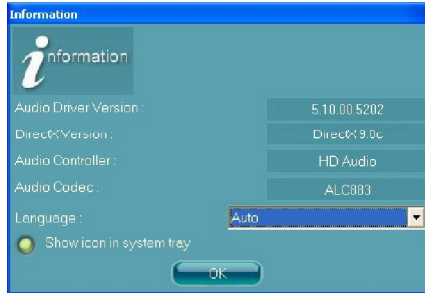 Information
information
Audio Driver Version : 5.10.00.5202
DirectX Version : DirectX 9.0c
Audio Controller : HD Audio
Audio Codec : ALC883
Language : Auto
Show icon in system tray
OK